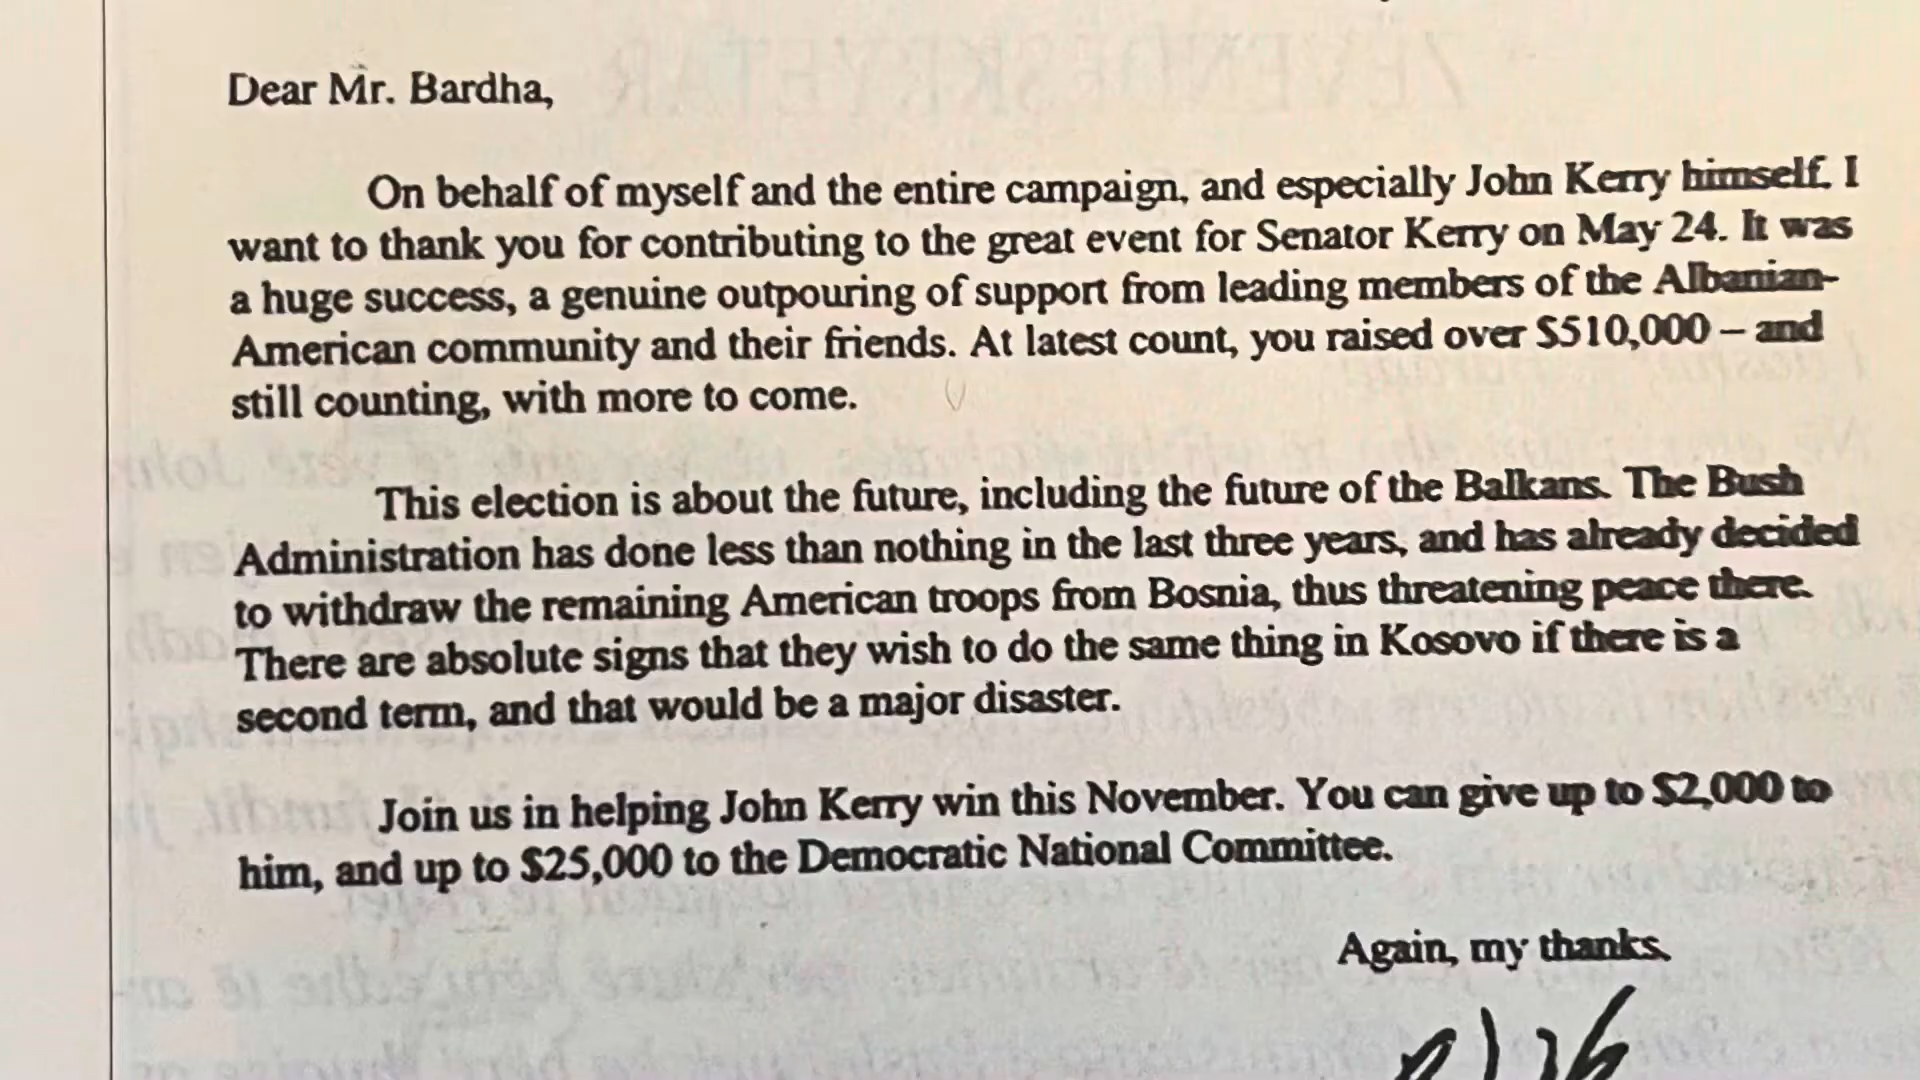 Dear Mr. Bardha,
On behalf of myself and the entire campaign, and especially John Kerry himself. I
want to thank you for contributing to the great event for Senator Kerry on May 24. It was
a huge success, a genuine outpouring of support from leading members of the Albanian-
American community and their friends. At latest count, you raised over $510,000 – and
still counting, with more to come.
This election is about the future, including the future of the Balkans. The Bush
Administration has done less than nothing in the last three years, and has already decided
to withdraw the remaining American troops from Bosnia, thus threatening peace there.
There are absolute signs that they wish to do the same thing in Kosovo if there is a
second term, and that would be a major disaster.
Join us in helping John Kerry win this November. You can give up to $2,000 to
him, and up to $25,000 to the Democratic National Committee.
Again, my thanks.